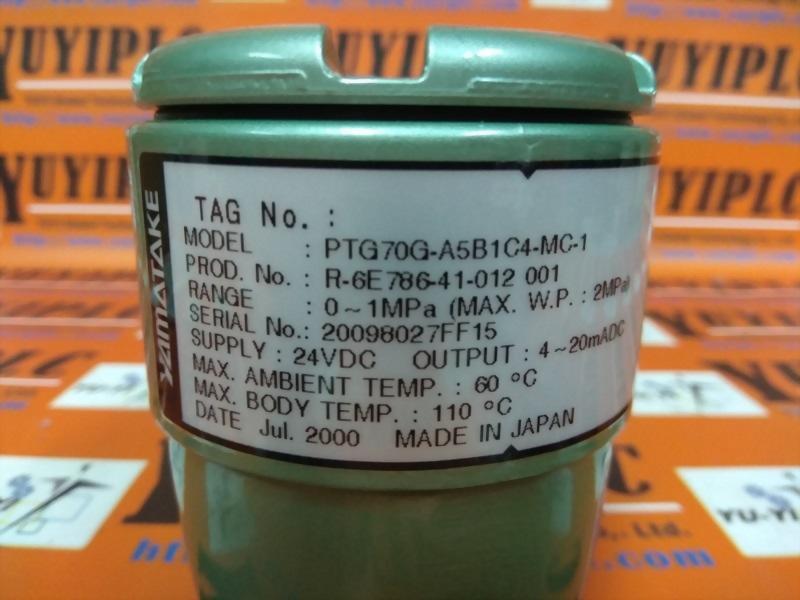 YUYIPLC
YAMATAKE
TAG No. :
MODEL : PTG70G-A5B1C4-MC-1
PROD. No. : R-6E786-41-012 001
RANGE : 0~1MPa (MAX. W.P. : 2MPa)
SERIAL No.: 20098027FF15
SUPPLY : 24VDC OUTPUT : 4~20mADC
MAX. AMBIENT TEMP. : 60 °C
MAX. BODY TEMP. : 110 °C
DATE Jul. 2000 MADE IN JAPAN